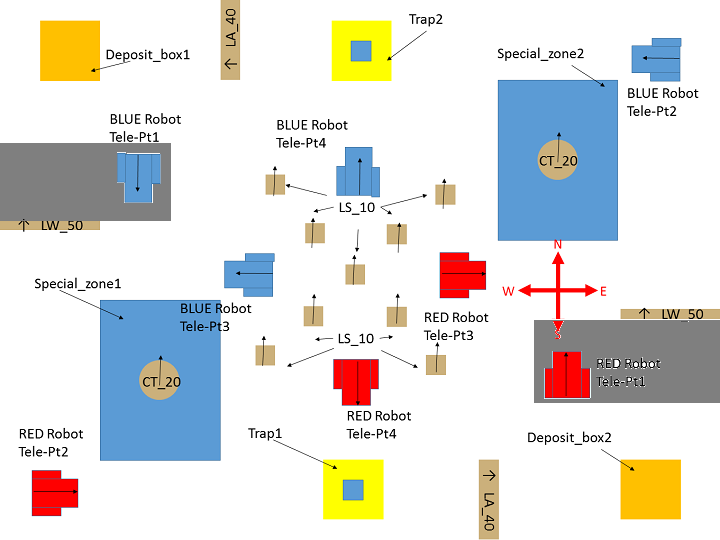 ↑ LA_40
Trap2
Deposit_box1
Special_zone2
BLUE Robot
Tele-Pt2
BLUE Robot
Tele-Pt1
BLUE Robot
Tele-Pt4
CT_20
LS_10
↑ LW_50
N
W
E
S
Special_zone1
BLUE Robot
Tele-Pt3
RED Robot
Tele-Pt3
↑ LW_50
LS_10
RED Robot
Tele-Pt1
CT_20
RED Robot
Tele-Pt4
RED Robot
Tele-Pt2
Trap1
Deposit_box2
↑ LA_40